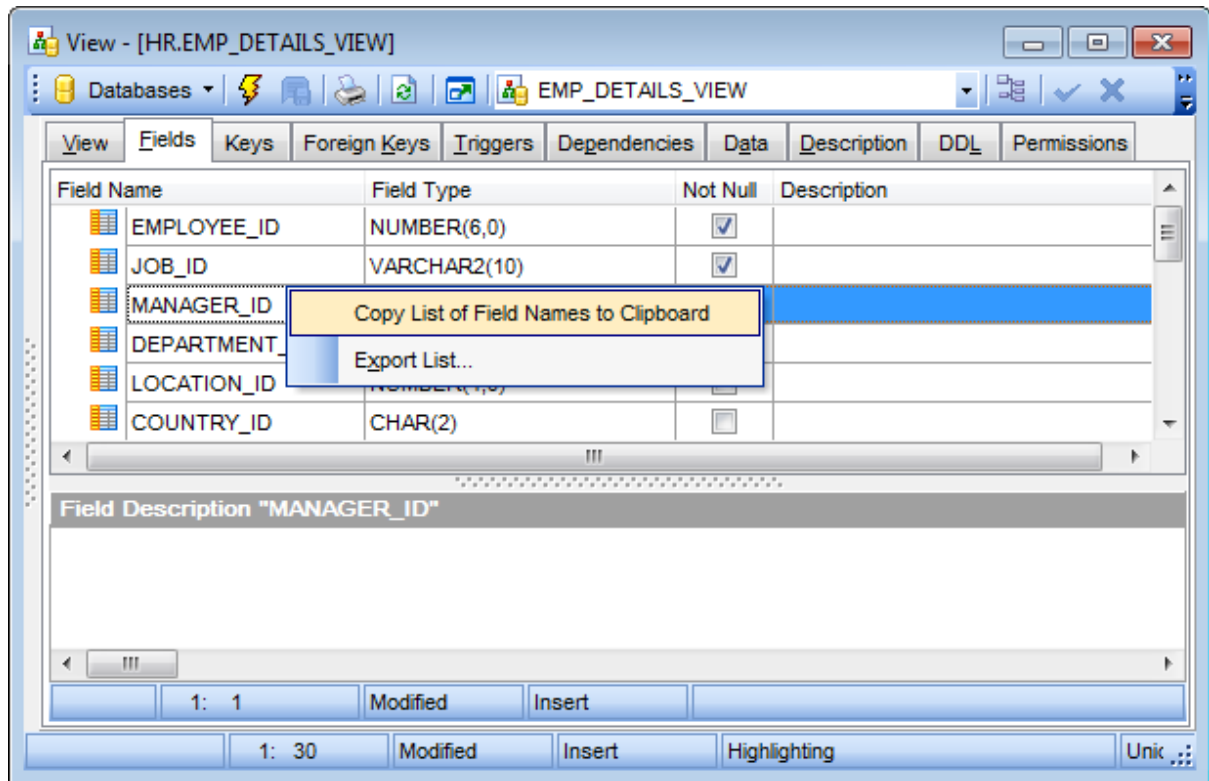 View - [HR.EMP_DETAILS_VIEW]
Databases EMP_DETAILS_VIEW
View Fields Keys Foreign Keys Triggers Dependencies Data Description DDL Permissions
Field Name Field Type Not Null Description
EMPLOYEE_ID NUMBER(6,0)
JOB_ID VARCHAR2(10)
MANAGER_ID
Copy List of Field Names to Clipboard
DEPARTMENT_
Export List...
LOCATION_ID
COUNTRY_ID CHAR(2)
Field Description "MANAGER_ID"
1: 1 Modified Insert
1: 30 Modified Insert Highlighting